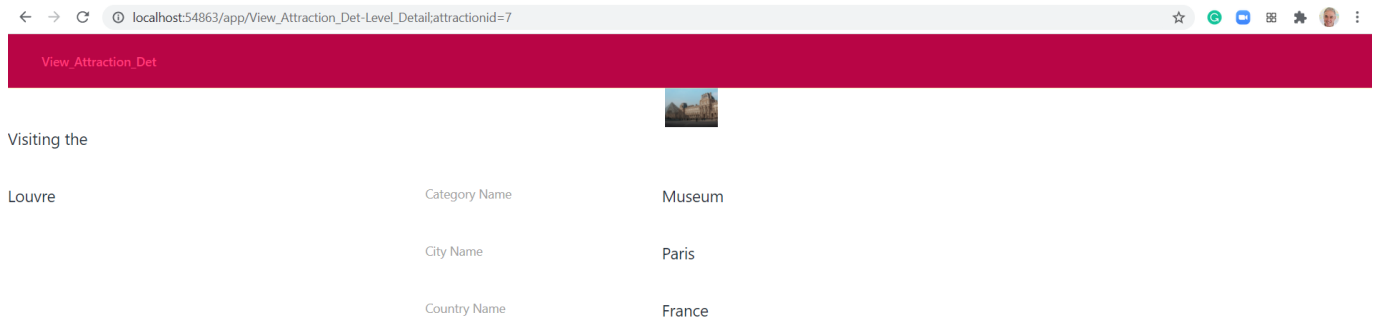 localhost:54863/app/View_Attraction_Det-Level_Detail;attractionid=7
View_Attraction_Det
Visiting the
Louvre
Category Name Museum
City Name Paris
Country Name France